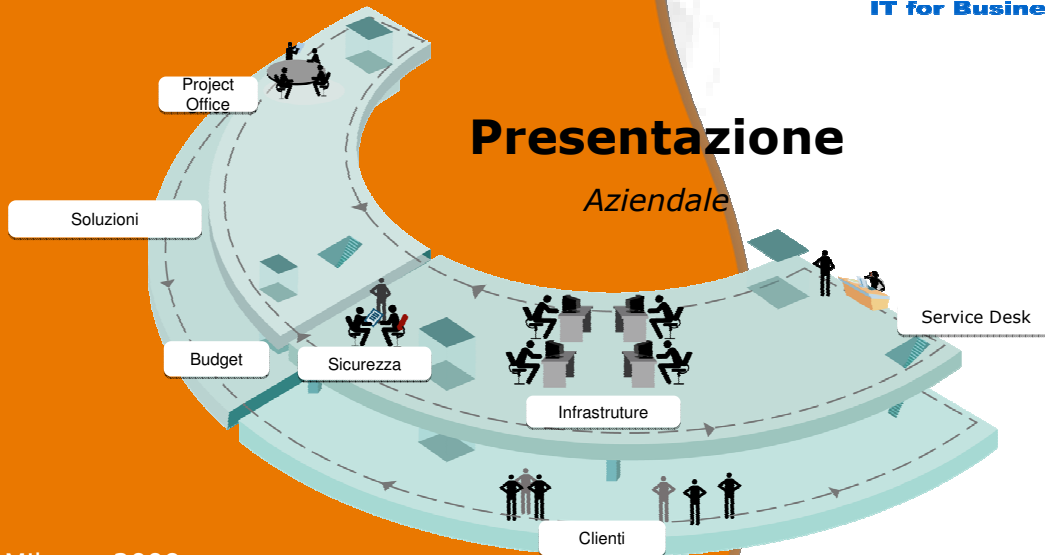 IT for Busine
Project
Office
Presentazione
Aziendale
Soluzioni
Service Desk
Budget
Sicurezza
Infrastruture
Clienti